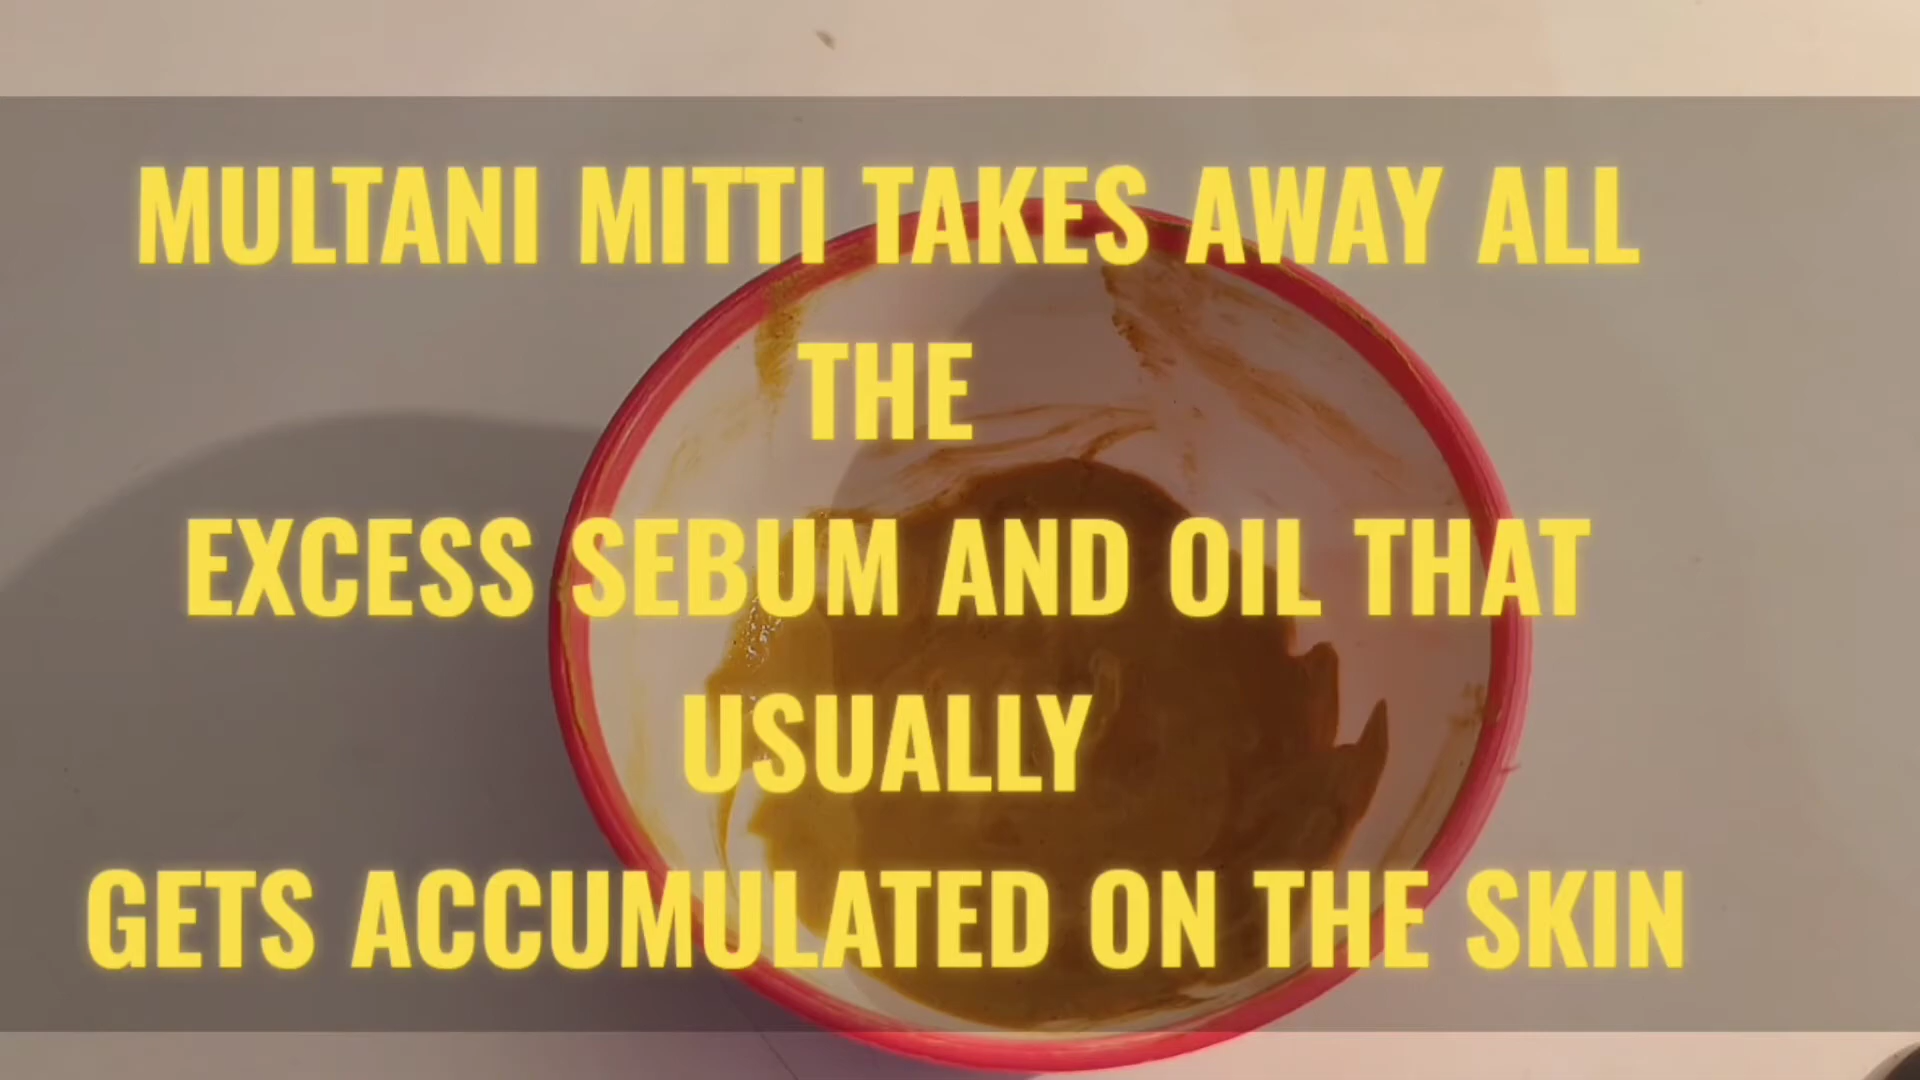 MULTANI MITTI TAKES AWAY ALL
THE
EXCESS SEBUM AND OIL THAT
USUALLY
GETS ACCUMULATED ON THE SKIN